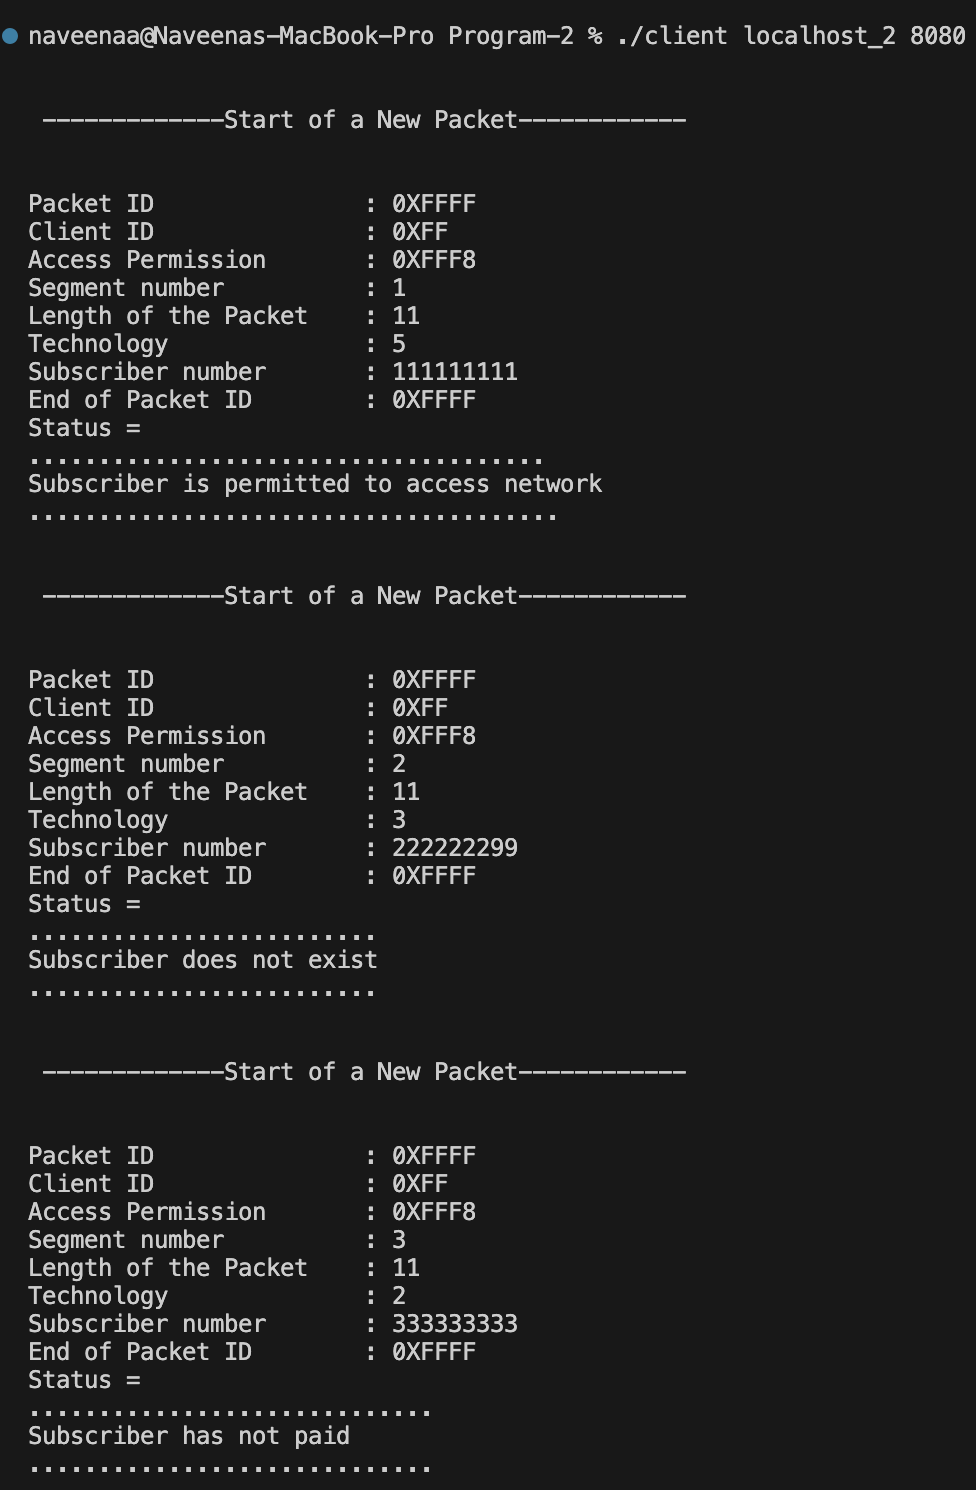 naveenaa@Naveenas-MacBook-Pro Program-2 % ./client localhost_2 8080
-------------Start of a New Packet------------
Packet ID : 0XFFFF
Client ID : 0XFF
Access Permission : 0XFFF8
Segment number : 1
Length of the Packet : 11
Technology : 5
Subscriber number : 111111111
End of Packet ID : 0XFFFF
Status =
.....................................
Subscriber is permitted to access network
......................................
-------------Start of a New Packet------------
Packet ID : 0XFFFF
Client ID : 0XFF
Access Permission : 0XFFF8
Segment number : 2
Length of the Packet : 11
Technology : 3
Subscriber number : 222222299
End of Packet ID : 0XFFFF
Status =
.........................
Subscriber does not exist
.........................
-------------Start of a New Packet------------
Packet ID : 0XFFFF
Client ID : 0XFF
Access Permission : 0XFFF8
Segment number : 3
Length of the Packet : 11
Technology : 2
Subscriber number : 333333333
End of Packet ID : 0XFFFF
Status =
.............................
Subscriber has not paid
.............................